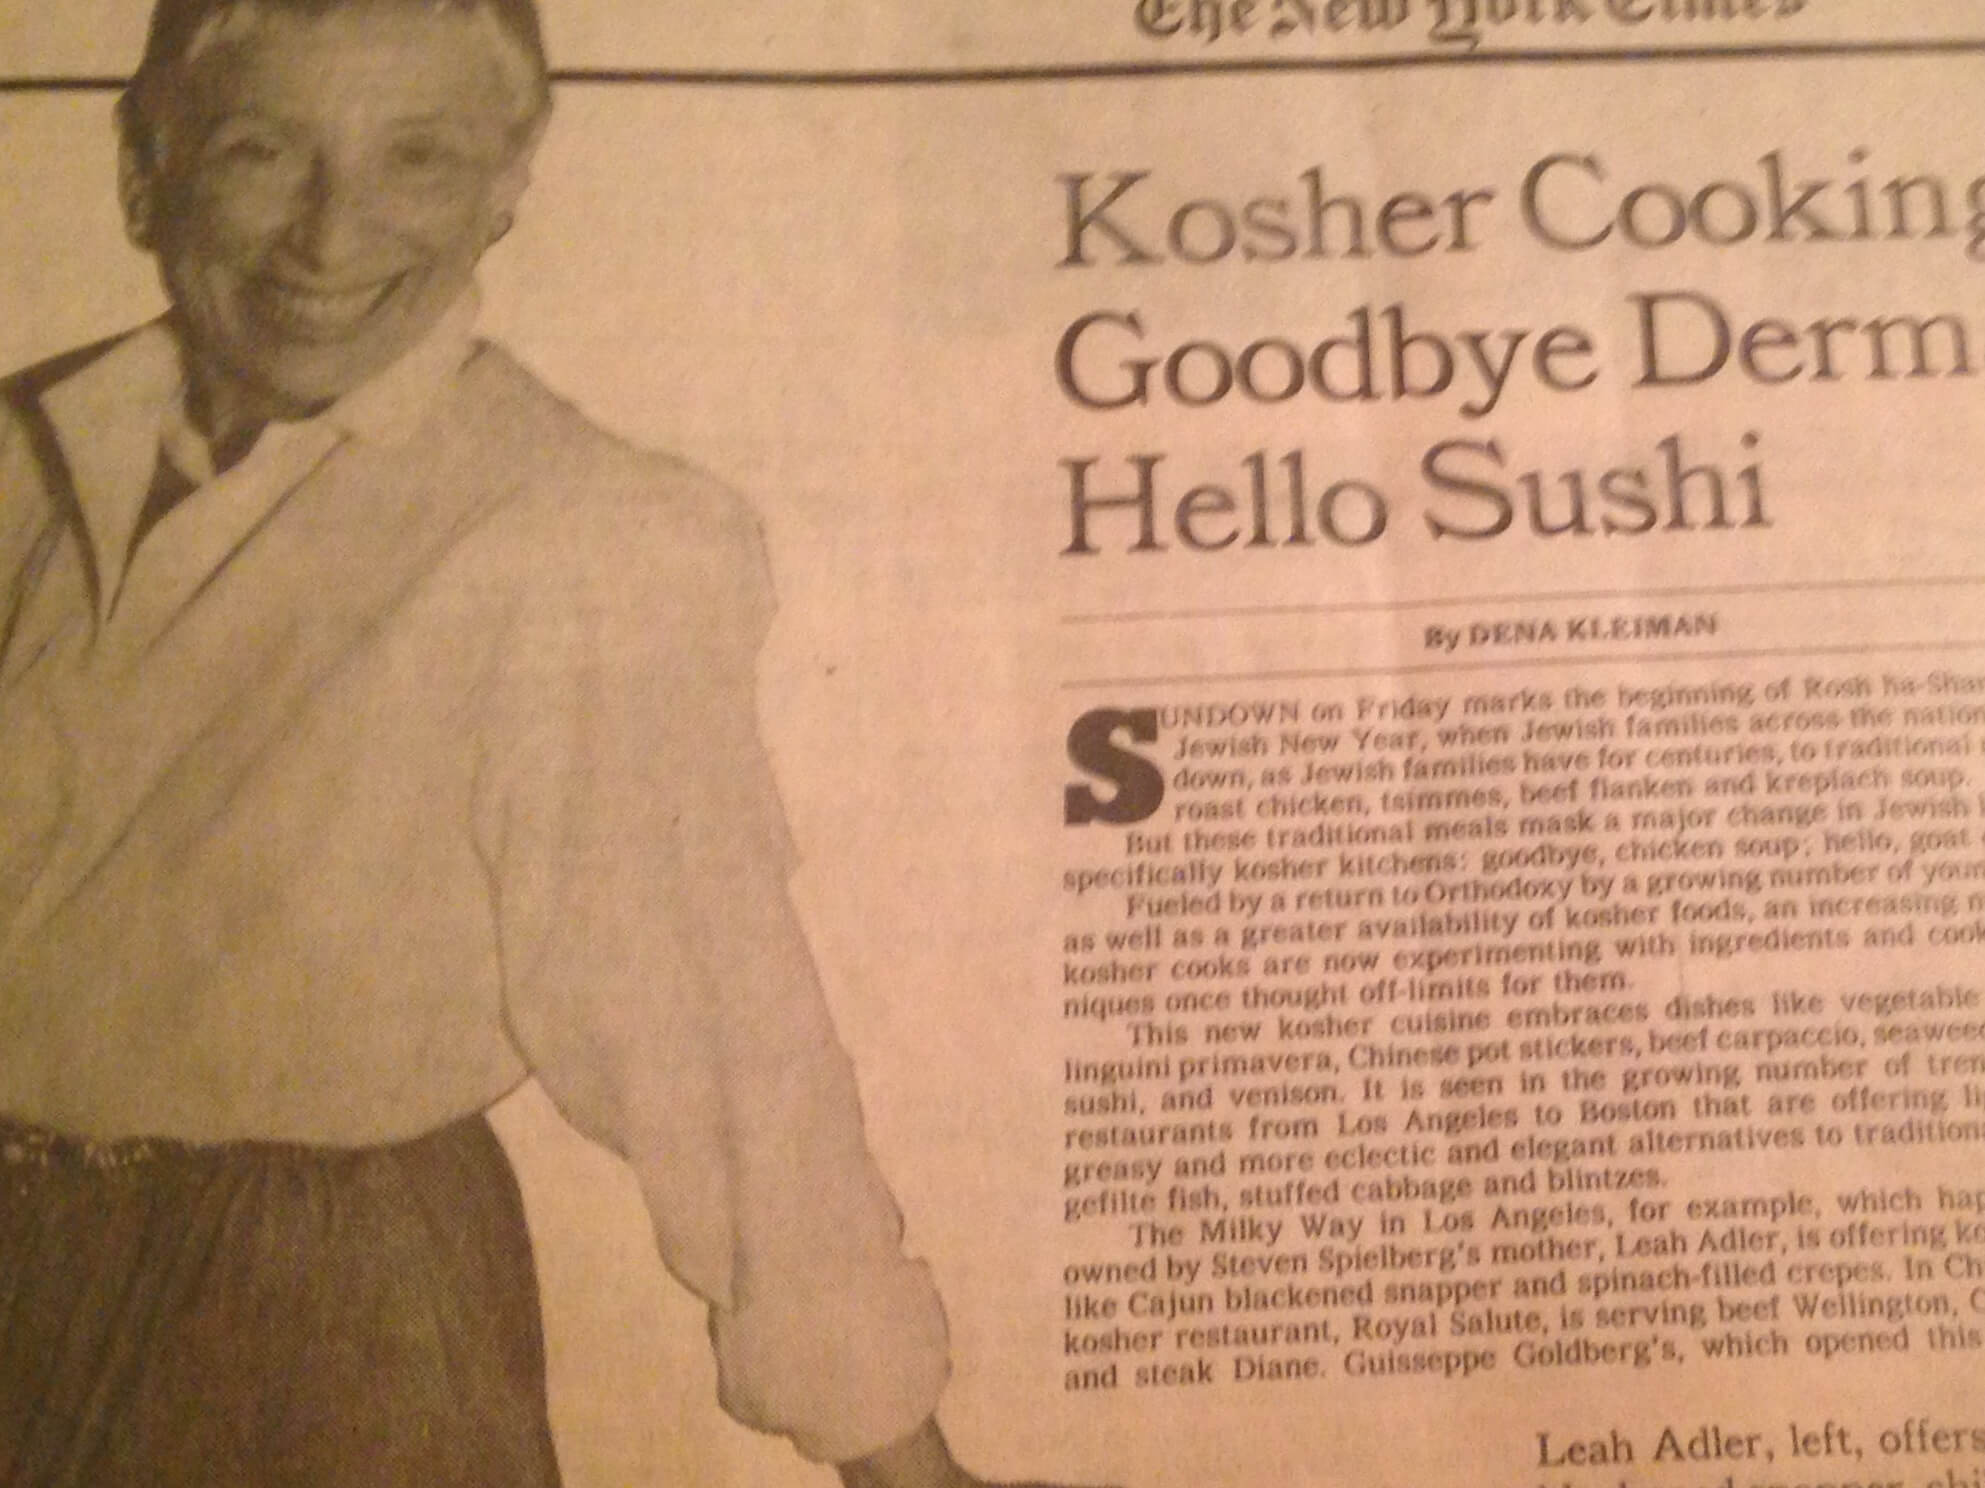 The New York Times
Kosher Cooking
Goodbye Derm
Hello Sushi
By DENA KLEIMAN
SUNDOWN on Friday marks the beginning of Rosh ha-Shan
Jewish New Year, when Jewish families across the nation
down, as Jewish families have for centuries, to traditional
roast chicken, tsimmes, beef flanken and kreplach soup.
But these traditional meals mask a major change in Jewish
specifically kosher kitchens: goodbye, chicken soup; hello, goat
Fueled by a return to Orthodoxy by a growing number of youn
as well as a greater availability of kosher foods, an increasing n
kosher cooks are now experimenting with ingredients and cook
niques once thought off-limits for them.
This new kosher cuisine embraces dishes like vegetable
linguini primavera, Chinese pot stickers, beef carpaccio, seaweed
sushi, and venison. It is seen in the growing number of tren
restaurants from Los Angeles to Boston that are offering li
greasy and more eclectic and elegant alternatives to tradition
gefilte fish, stuffed cabbage and blintzes.
The Milky Way in Los Angeles, for example, which hap
owned by Steven Spielberg's mother, Leah Adler, is offering ko
like Cajun blackened snapper and spinach-filled crepes. In Ch
kosher restaurant, Royal Salute, is serving beef Wellington, C
and steak Diane. Guisseppe Goldberg's, which opened this
Leah Adler, left, offers